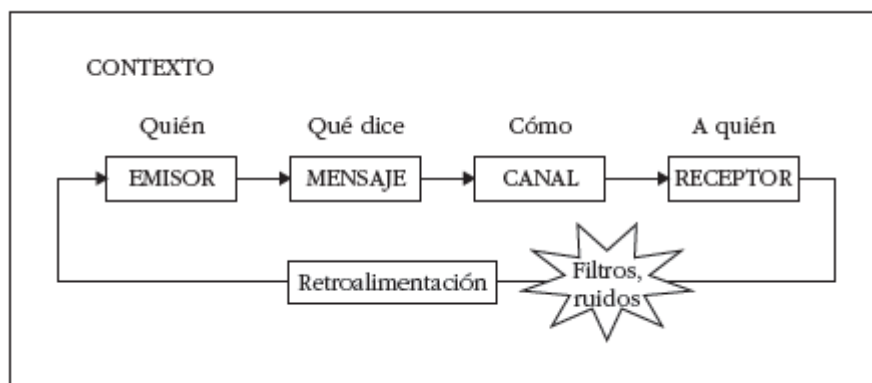 CONTEXTO
Quién Qué dice Cómo A quién
EMISOR MENSAJE CANAL RECEPTOR
Retroalimentación Filtros,
ruidos